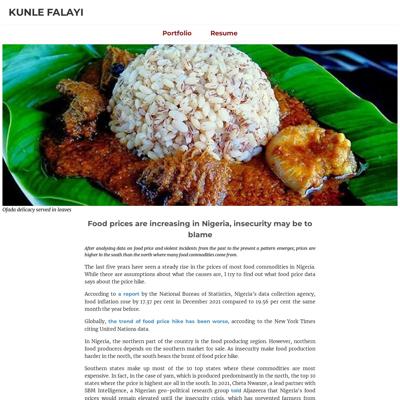 KUNLE FALAYI
Portfolio Resume
Ofada delicacy served in leaves
Food prices are increasing in Nigeria, insecurity may be to
blame
After analysing data on food price and violent incidents from the past to the present a pattern emerges; prices are
higher in the south than the north where many food commodities come from.
The last five years have seen a steady rise in the prices of most food commodities in Nigeria.
While there are assumptions about what the causes are, I try to find out what food price data
says about the price hike.
According to a report by the National Bureau of Statistics, Nigeria's data collection agency,
food inflation rose by 17.37 per cent in December 2021 compared to 19.56 per cent the same
month the year before.
Globally, the trend of food price hike has been worse, according to the New York Times
citing United Nations data.
In Nigeria, the northern part of the country is the food producing region. However, northern
food producers depends on the southern market for sale. As insecurity make food production
harder in the north, the south bears the brunt of food price hike.
Southern states make up most of the 10 top states where these commodities are most
expensive. In fact, in the case of yam, which is produced predominantly in the north, the top 10
states where the price is highest are all in the south. In 2021, Cheta Nwanze, a lead partner with
SBM Intelligence, a Nigerian geo-political research group told Aljazeera that Nigeria's food
prices would remain elevated until the insecurity crisis, which has prevented farmers from